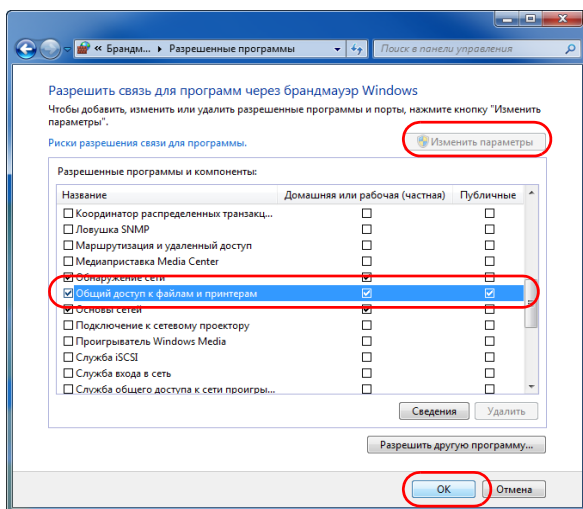 « Брандм... ▸ Разрешенные программы
Поиск в панели управления
Разрешить связь для программ через брандмауэр Windows
Чтобы добавить, изменить или удалить разрешенные программы и порты, нажмите кнопку "Изменить
параметры".
Риски разрешения связи для программы.
Изменить параметры
Разрешенные программы и компоненты:
Название Домашняя или рабочая (частная) Публичные
Координатор распределенных транзакц...
Ловушка SNMP
Маршрутизация и удаленный доступ
Медиаприставка Media Center
Обнаружение сети
Общий доступ к файлам и принтерам
Основы сетей
Подключение к сетевому проектору
Проигрыватель Windows Media
Служба iSCSI
Служба входа в сеть
Служба общего доступа к сети проигры...
Сведения Удалить
Разрешить другую программу...
ОК Отмена